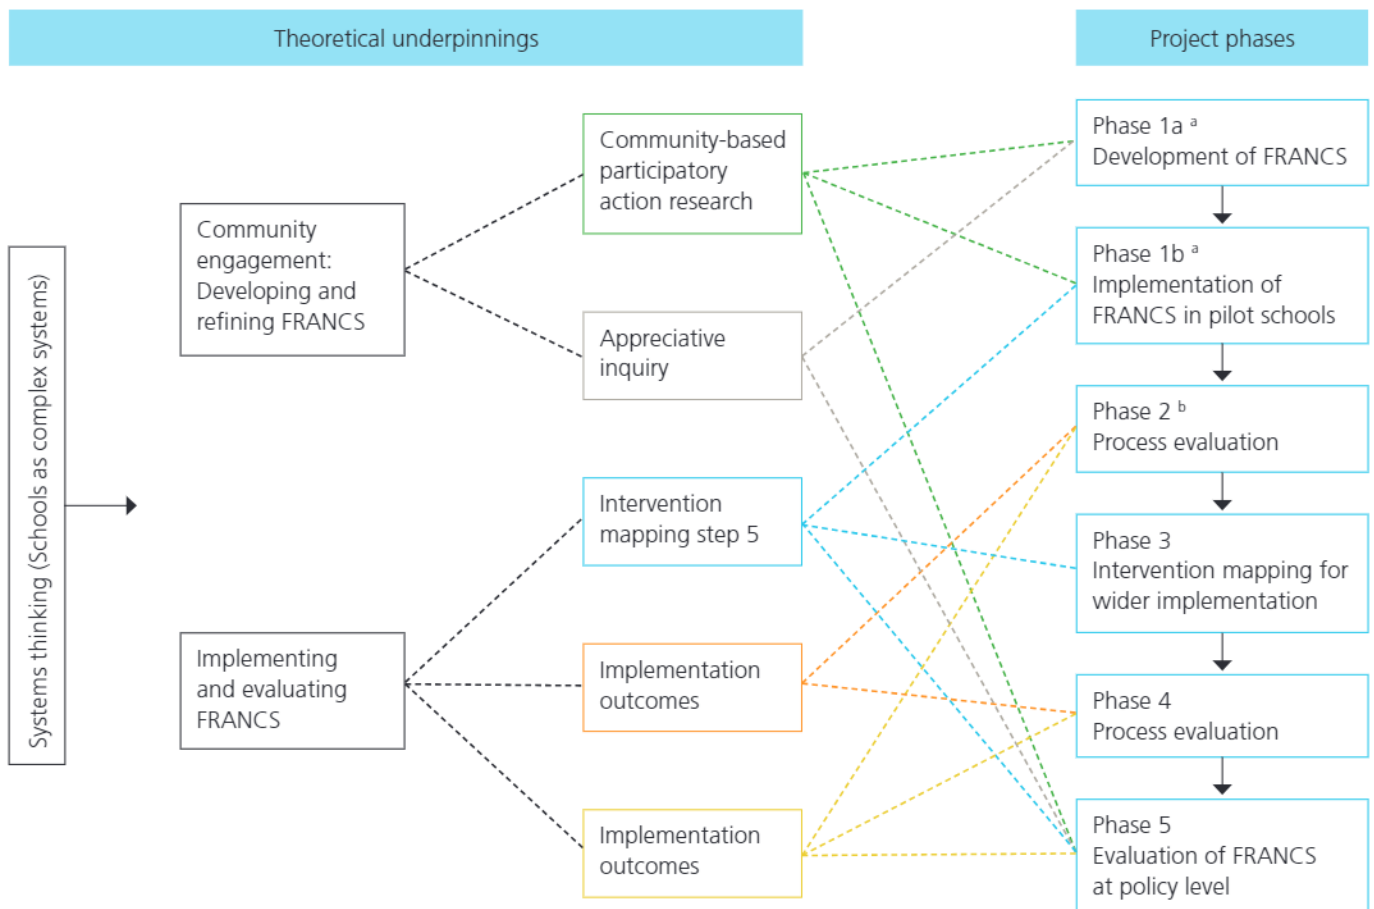 Theoretical underpinnings
Project phases
Systems thinking (Schools as complex systems)
Community
engagement:
Developing and
refining FRANCS
Implementing
and evaluating
FRANCS
Community-based
participatory
action research
Appreciative
inquiry
Intervention
mapping step 5
Implementation
outcomes
Implementation
outcomes
Phase 1a ᵃ
Development of FRANCS
Phase 1b ᵃ
Implementation of
FRANCS in pilot schools
Phase 2 ᵇ
Process evaluation
Phase 3
Intervention mapping for
wider implementation
Phase 4
Process evaluation
Phase 5
Evaluation of FRANCS
at policy level